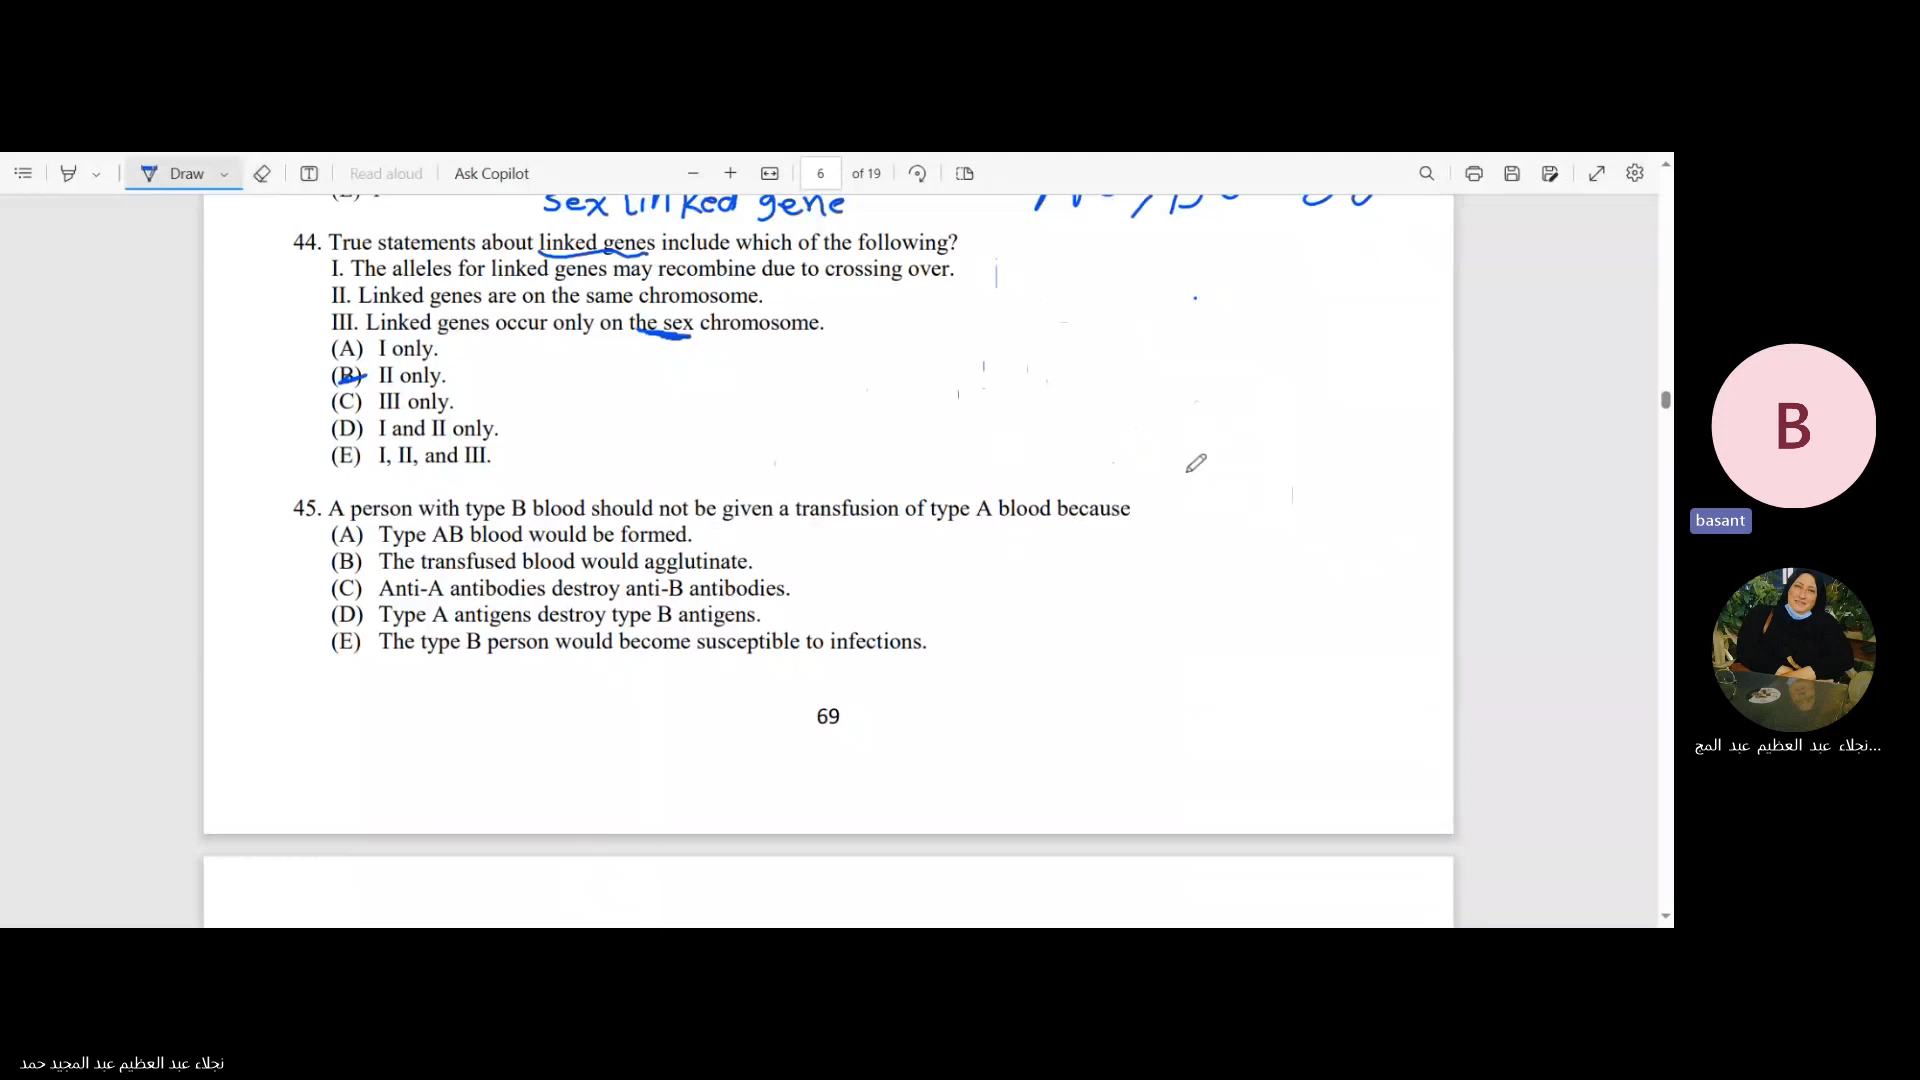 Draw
Read aloud
Ask Copilot
6
of 19
sex linked gene
44. True statements about linked genes include which of the following?
I. The alleles for linked genes may recombine due to crossing over.
II. Linked genes are on the same chromosome.
III. Linked genes occur only on the sex chromosome.
(A) I only.
(B) II only.
(C) III only.
(D) I and II only.
(E) I, II, and III.
45. A person with type B blood should not be given a transfusion of type A blood because
(A) Type AB blood would be formed.
(B) The transfused blood would agglutinate.
(C) Anti-A antibodies destroy anti-B antibodies.
(D) Type A antigens destroy type B antigens.
(E) The type B person would become susceptible to infections.
69
B
basant
نجلاء عبد العظيم عبد المج...
نجلاء عبد العظيم عبد المجيد حمد